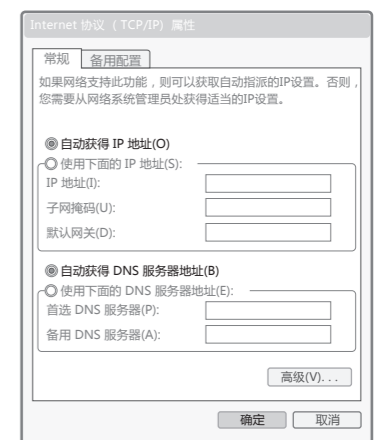 Internet 协议 （TCP/IP) 属性
常规 备用配置
如果网络支持此功能，则可以获取自动指派的IP设置。否则，
您需要从网络系统管理员处获得适当的IP设置。
自动获得 IP 地址(O)
使用下面的 IP 地址(S):
IP 地址(I):
子网掩码(U):
默认网关(D):
自动获得 DNS 服务器地址(B)
使用下面的 DNS 服务器地址(E):
首选 DNS 服务器(P):
备用 DNS 服务器(A):
高级(V). . .
确定 取消